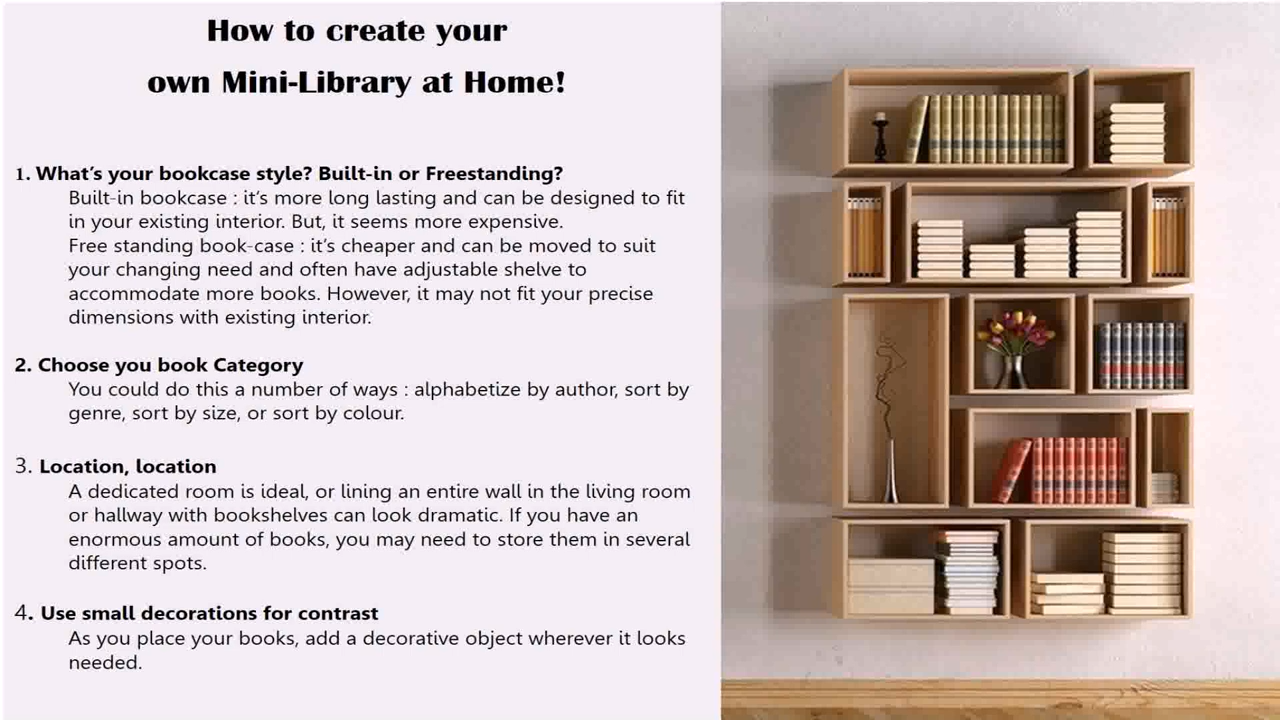 How to create your
own Mini-Library at Home!
1. What's your bookcase style? Built-in or Freestanding?
Built-in bookcase : it's more long lasting and can be designed to fit
in your existing interior. But, it seems more expensive.
Free standing book-case : it's cheaper and can be moved to suit
your changing need and often have adjustable shelve to
accommodate more books. However, it may not fit your precise
dimensions with existing interior.
2. Choose you book Category
You could do this a number of ways : alphabetize by author, sort by
genre, sort by size, or sort by colour.
3. Location, location
A dedicated room is ideal, or lining an entire wall in the living room
or hallway with bookshelves can look dramatic. If you have an
enormous amount of books, you may need to store them in several
different spots.
4. Use small decorations for contrast
As you place your books, add a decorative object wherever it looks
needed.